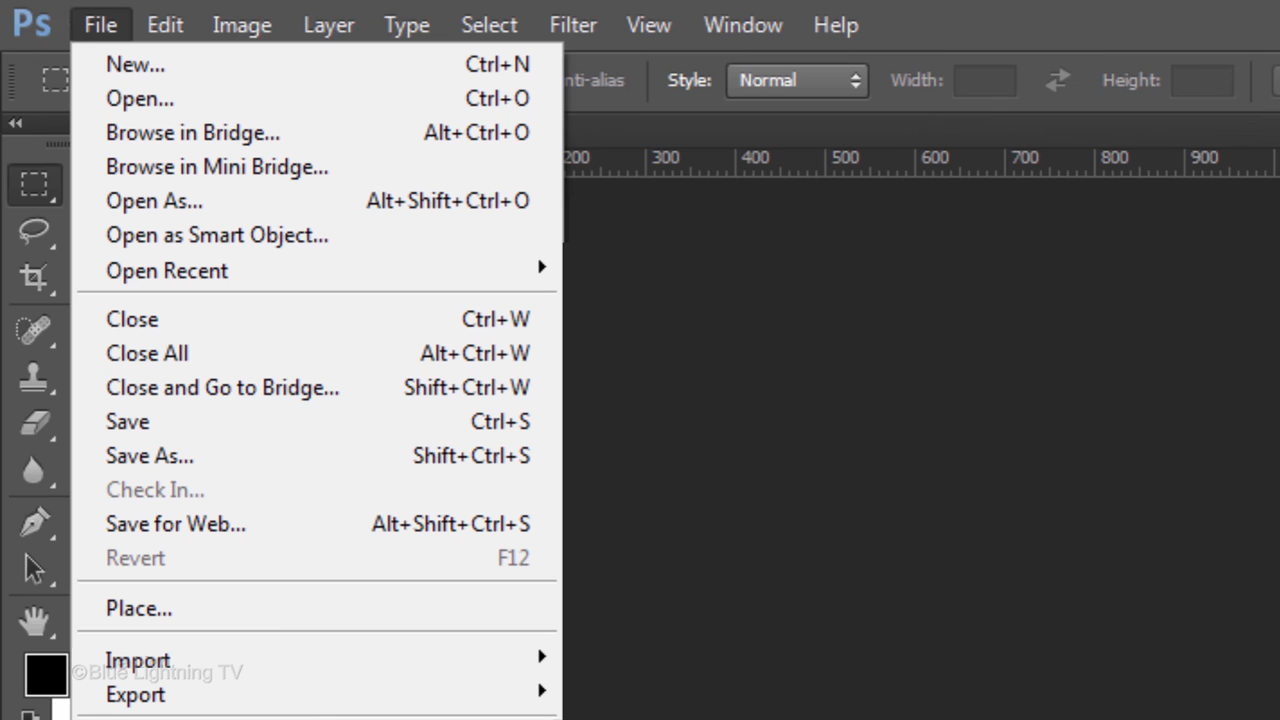 Ps File Edit Image Layer Type Select Filter View Window Help
nti-alias Style: Normal Width: Height:
New... Ctrl+N
Open... Ctrl+O
Browse in Bridge... Alt+Ctrl+O
Browse in Mini Bridge...
200 300 400 500 600 700 800 900
Open As... Alt+Shift+Ctrl+O
Open as Smart Object...
Open Recent
Close Ctrl+W
Close All Alt+Ctrl+W
Close and Go to Bridge... Shift+Ctrl+W
Save Ctrl+S
Save As... Shift+Ctrl+S
Check In...
Save for Web... Alt+Shift+Ctrl+S
Revert F12
Place...
Import
©Blue Lightning TV
Export